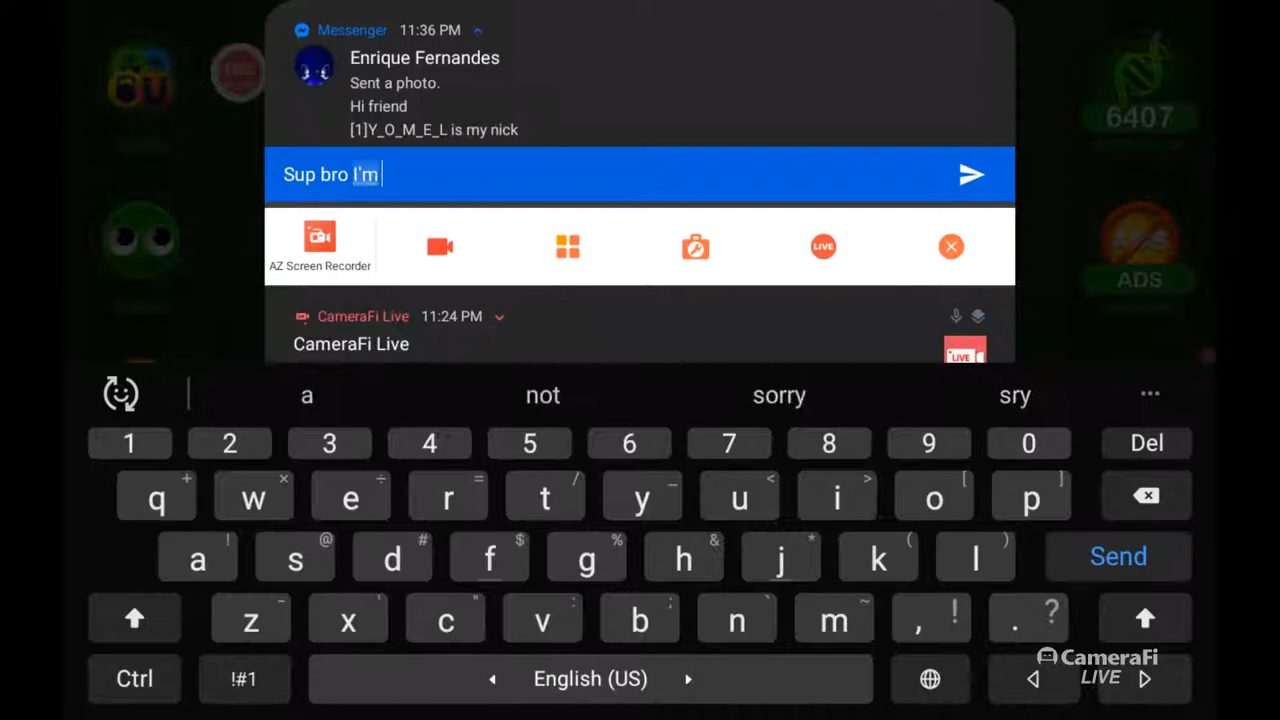 Messenger 11:36 PM
Enrique Fernandes
Sent a photo.
Hi friend
[1]Y_O_M_E_L is my nick
6407
Sup bro I'm
AZ Screen Recorder
LIVE
ADS
CameraFi Live 11:24 PM
CameraFi Live
LIVE
a not sorry sry ...
1 2 3 4 5 6 7 8 9 0 Del
+ × ÷ = / _ < > [ ]
q w e r t y u i o p
! @ # $ % & * ( )
a s d f g h j k l Send
- ' " : ; ` ~ ! ?
z x c v b n m , .
Ctrl !#1 English (US)
CameraFi
LIVE